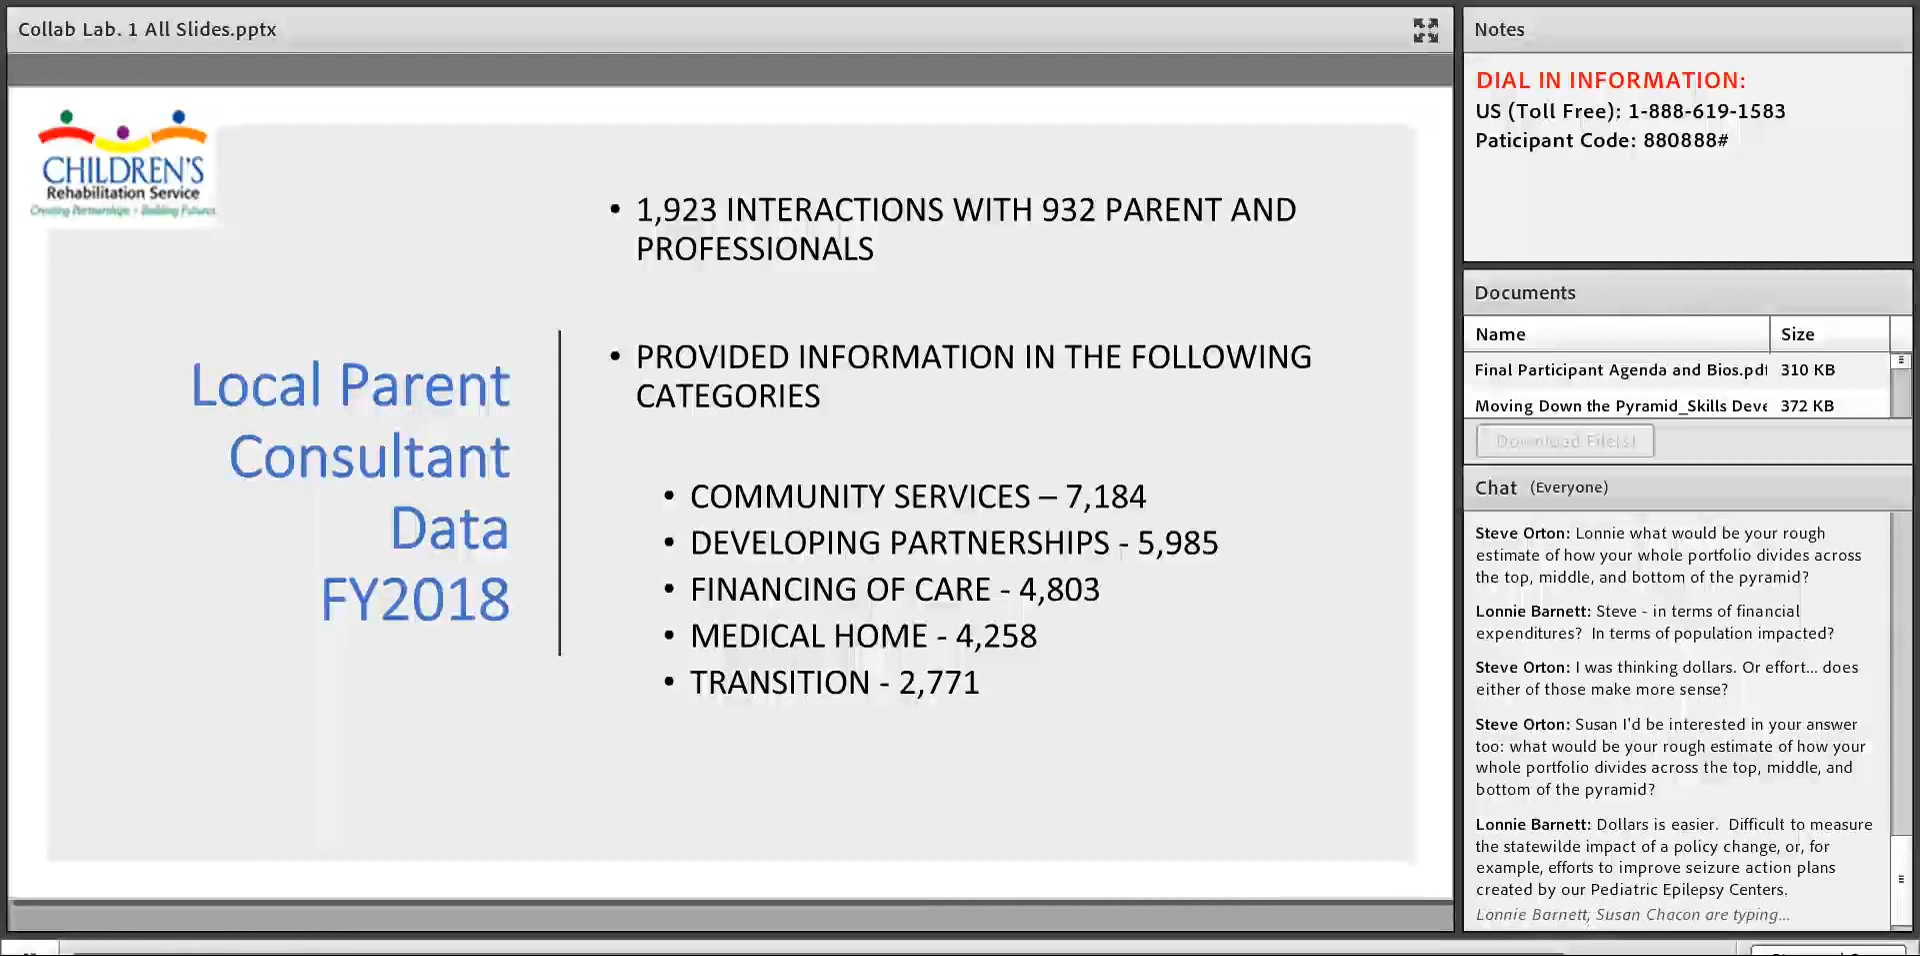 Collab Lab. 1 All Slides.pptx
CHILDREN'S
Rehabilitation Service
Creating Partnerships • Building Futures
Local Parent
Consultant
Data
FY2018
• 1,923 INTERACTIONS WITH 932 PARENT AND
PROFESSIONALS
• PROVIDED INFORMATION IN THE FOLLOWING
CATEGORIES
• COMMUNITY SERVICES – 7,184
• DEVELOPING PARTNERSHIPS - 5,985
• FINANCING OF CARE - 4,803
• MEDICAL HOME - 4,258
• TRANSITION - 2,771
Notes
DIAL IN INFORMATION:
US (Toll Free): 1-888-619-1583
Paticipant Code: 880888#
Documents
Name Size
Final Participant Agenda and Bios.pdf 310 KB
Moving Down the Pyramid_Skills Deve 372 KB
Download File(s)
Chat (Everyone)
Steve Orton: Lonnie what would be your rough
estimate of how your whole portfolio divides across
the top, middle, and bottom of the pyramid?
Lonnie Barnett: Steve - in terms of financial
expenditures? In terms of population impacted?
Steve Orton: I was thinking dollars. Or effort... does
either of those make more sense?
Steve Orton: Susan I'd be interested in your answer
too: what would be your rough estimate of how your
whole portfolio divides across the top, middle, and
bottom of the pyramid?
Lonnie Barnett: Dollars is easier. Difficult to measure
the statewilde impact of a policy change, or, for
example, efforts to improve seizure action plans
created by our Pediatric Epilepsy Centers.
Lonnie Barnett, Susan Chacon are typing...